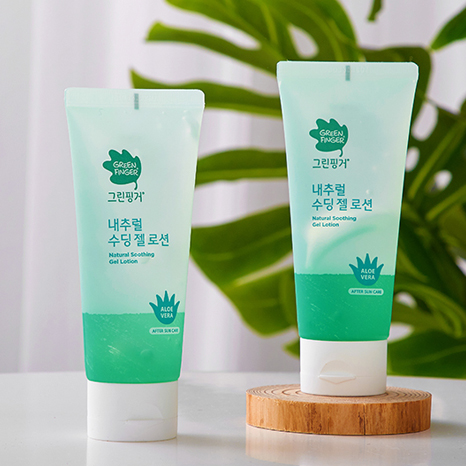 GREEN
FINGER
그린핑거
내추럴
수딩 젤 로션
Natural Soothing
Gel Lotion
ALOE
VERA
AFTER SUN CARE
GREEN
FINGER
그린핑거
내추럴
수딩 젤 로션
Natural Soothing
Gel Lotion
ALOE
VERA
AFTER SUN CARE